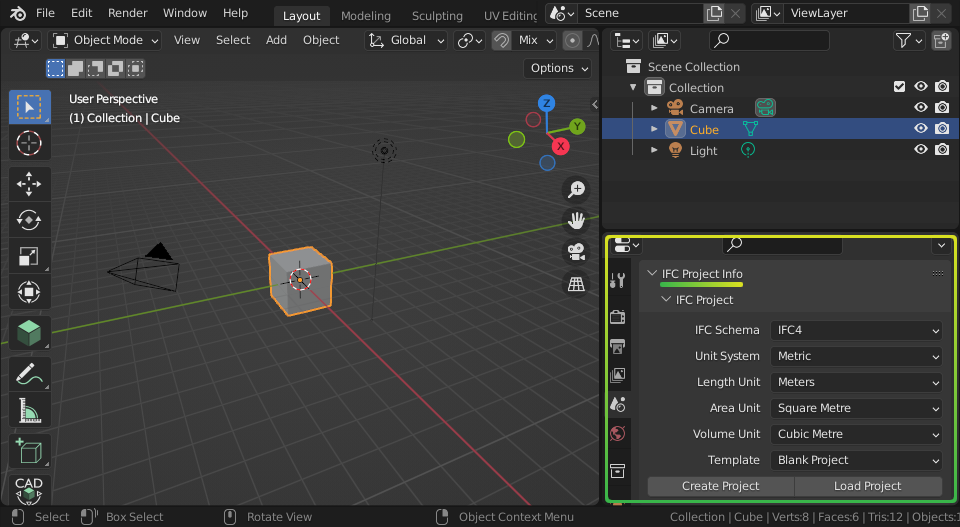 File Edit Render Window Help Layout Modeling Sculpting UV Editing Scene ViewLayer
Object Mode View Select Add Object Global Mix
Options
User Perspective
(1) Collection | Cube
Z
Y
X
CAD
Scene Collection
Collection
Camera
Cube
Light
IFC Project Info
IFC Project
IFC Schema IFC4
Unit System Metric
Length Unit Meters
Area Unit Square Metre
Volume Unit Cubic Metre
Template Blank Project
Create Project Load Project
Select Box Select Rotate View Object Context Menu Collection | Cube | Verts:8 | Faces:6 | Tris:12 | Objects:1